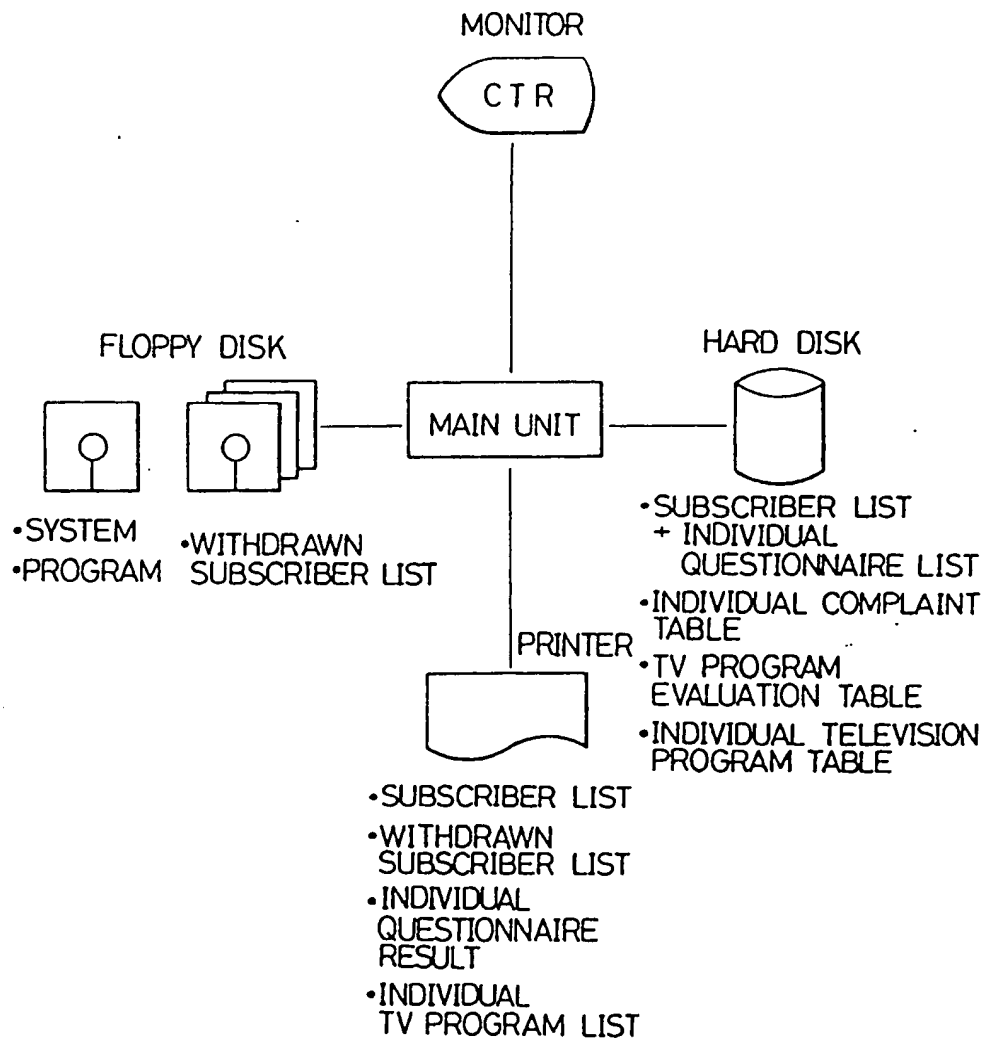 MONITOR
CTR
FLOPPY DISK
•SYSTEM
•PROGRAM
•WITHDRAWN
SUBSCRIBER LIST
MAIN UNIT
HARD DISK
•SUBSCRIBER LIST
+ INDIVIDUAL
QUESTIONNAIRE LIST
•INDIVIDUAL COMPLAINT
TABLE
•TV PROGRAM
EVALUATION TABLE
•INDIVIDUAL TELEVISION
PROGRAM TABLE
PRINTER
•SUBSCRIBER LIST
•WITHDRAWN
SUBSCRIBER LIST
•INDIVIDUAL
QUESTIONNAIRE
RESULT
•INDIVIDUAL
TV PROGRAM LIST